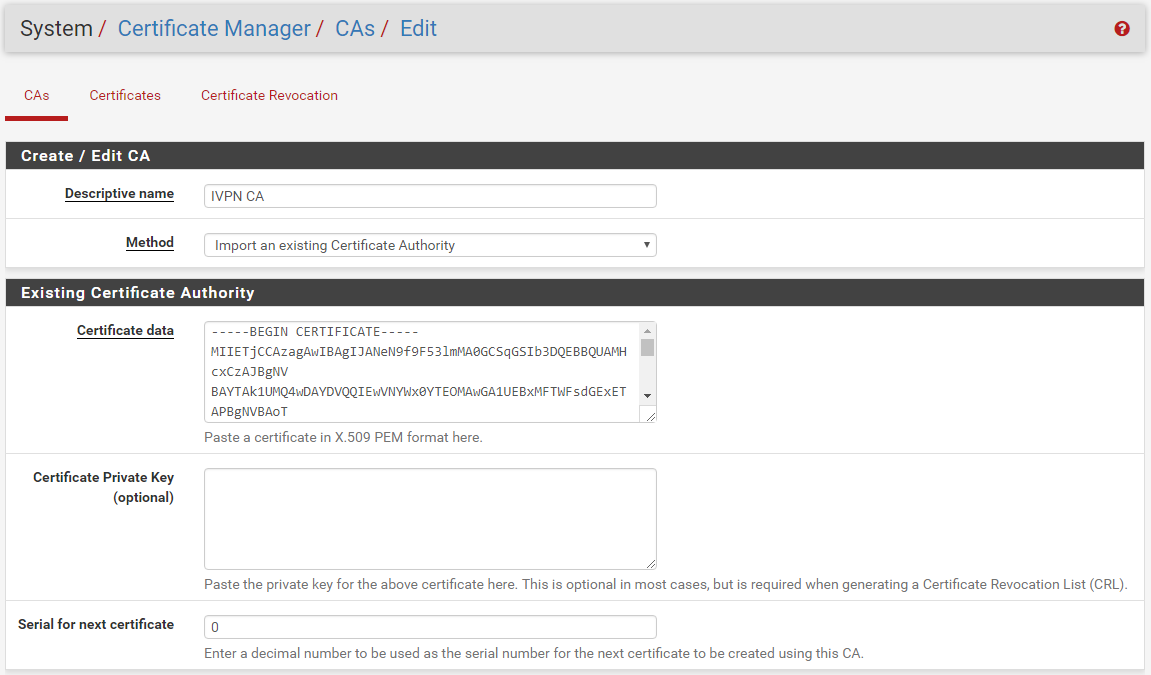 System / Certificate Manager / CAs / Edit
CAs Certificates Certificate Revocation
Create / Edit CA
Descriptive name IVPN CA
Method Import an existing Certificate Authority
Existing Certificate Authority
Certificate data -----BEGIN CERTIFICATE-----
MIIETjCCAzagAwIBAgIJANeN9f9F53lmMA0GCSqGSIb3DQEBBQUAMH
cxCzAJBgNV
BAYTAk1UMQ4wDAYDVQQIEwVNYWx0YTEOMAwGA1UEBxMFTWFsdGExET
APBgNVBAoT
Paste a certificate in X.509 PEM format here.
Certificate Private Key
(optional)
Paste the private key for the above certificate here. This is optional in most cases, but is required when generating a Certificate Revocation List (CRL).
Serial for next certificate 0
Enter a decimal number to be used as the serial number for the next certificate to be created using this CA.